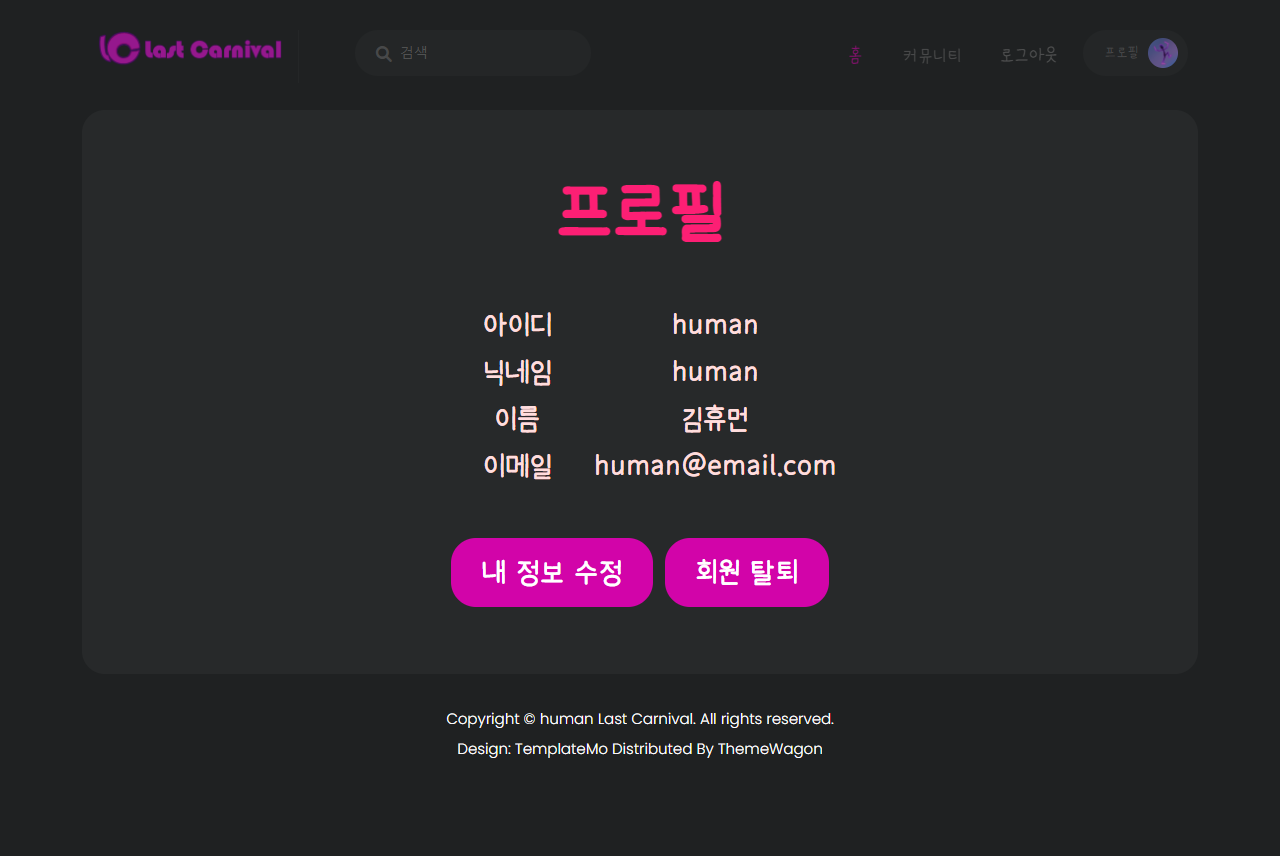 Last Carnival 검색 홈 커뮤니티 로그아웃 프로필
프로필
아이디 human
닉네임 human
이름 김휴먼
이메일 human@email.com
내 정보 수정 회원 탈퇴
Copyright © human Last Carnival. All rights reserved.
Design: TemplateMo Distributed By ThemeWagon